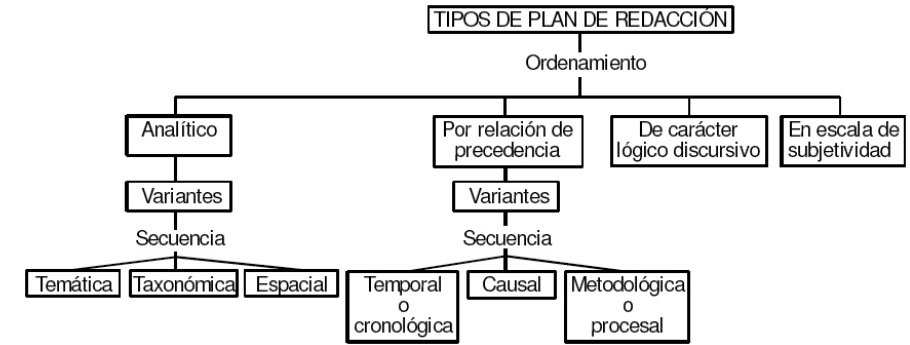 TIPOS DE PLAN DE REDACCIÓN
Ordenamiento
Analítico
Por relación de
precedencia
De carácter
lógico discursivo
En escala de
subjetividad
Variantes
Variantes
Secuencia
Secuencia
Temática
Taxonómica
Espacial
Temporal
o
cronológica
Causal
Metodológica
o
procesal